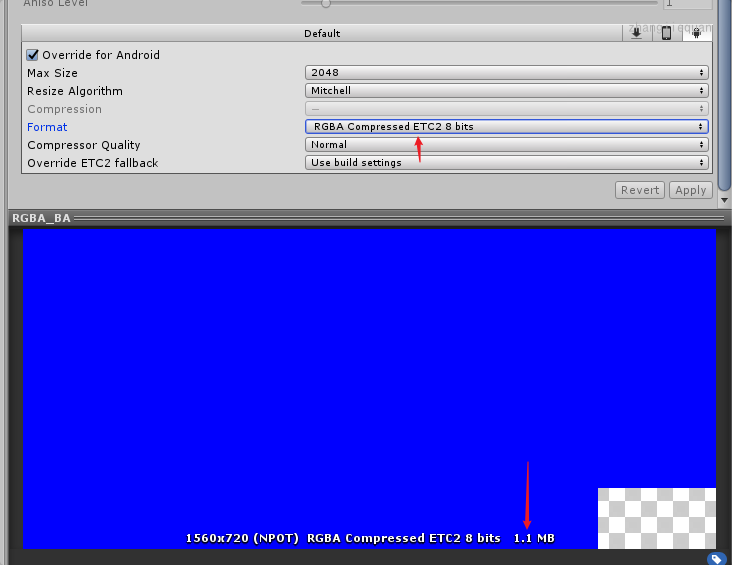 Aniso Level 1
Default
Override for Android
Max Size 2048
Resize Algorithm Mitchell
Compression —
Format RGBA Compressed ETC2 8 bits
Compressor Quality Normal
Override ETC2 fallback Use build settings
Revert Apply
RGBA_BA
1560x720 (NPOT) RGBA Compressed ETC2 8 bits 1.1 MB